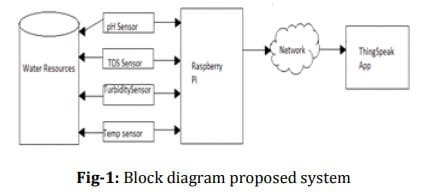 pH Sensor
Water Resources
TDS Sensor
TurbiditySensor
Temp sensor
Raspberry
Pi
Network
ThingSpeak
App
Fig-1: Block diagram proposed system